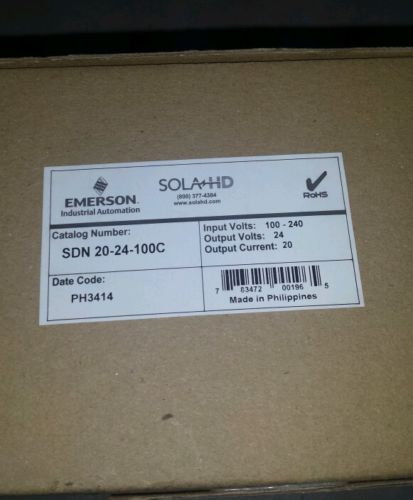 EMERSON
Industrial Automation
SOLA HD
(800) 377-4384
www.solahd.com
RoHS
Catalog Number:
SDN 20-24-100C
Input Volts: 100 - 240
Output Volts: 24
Output Current: 20
Date Code:
PH3414
7 83472 00196 5
Made in Philippines